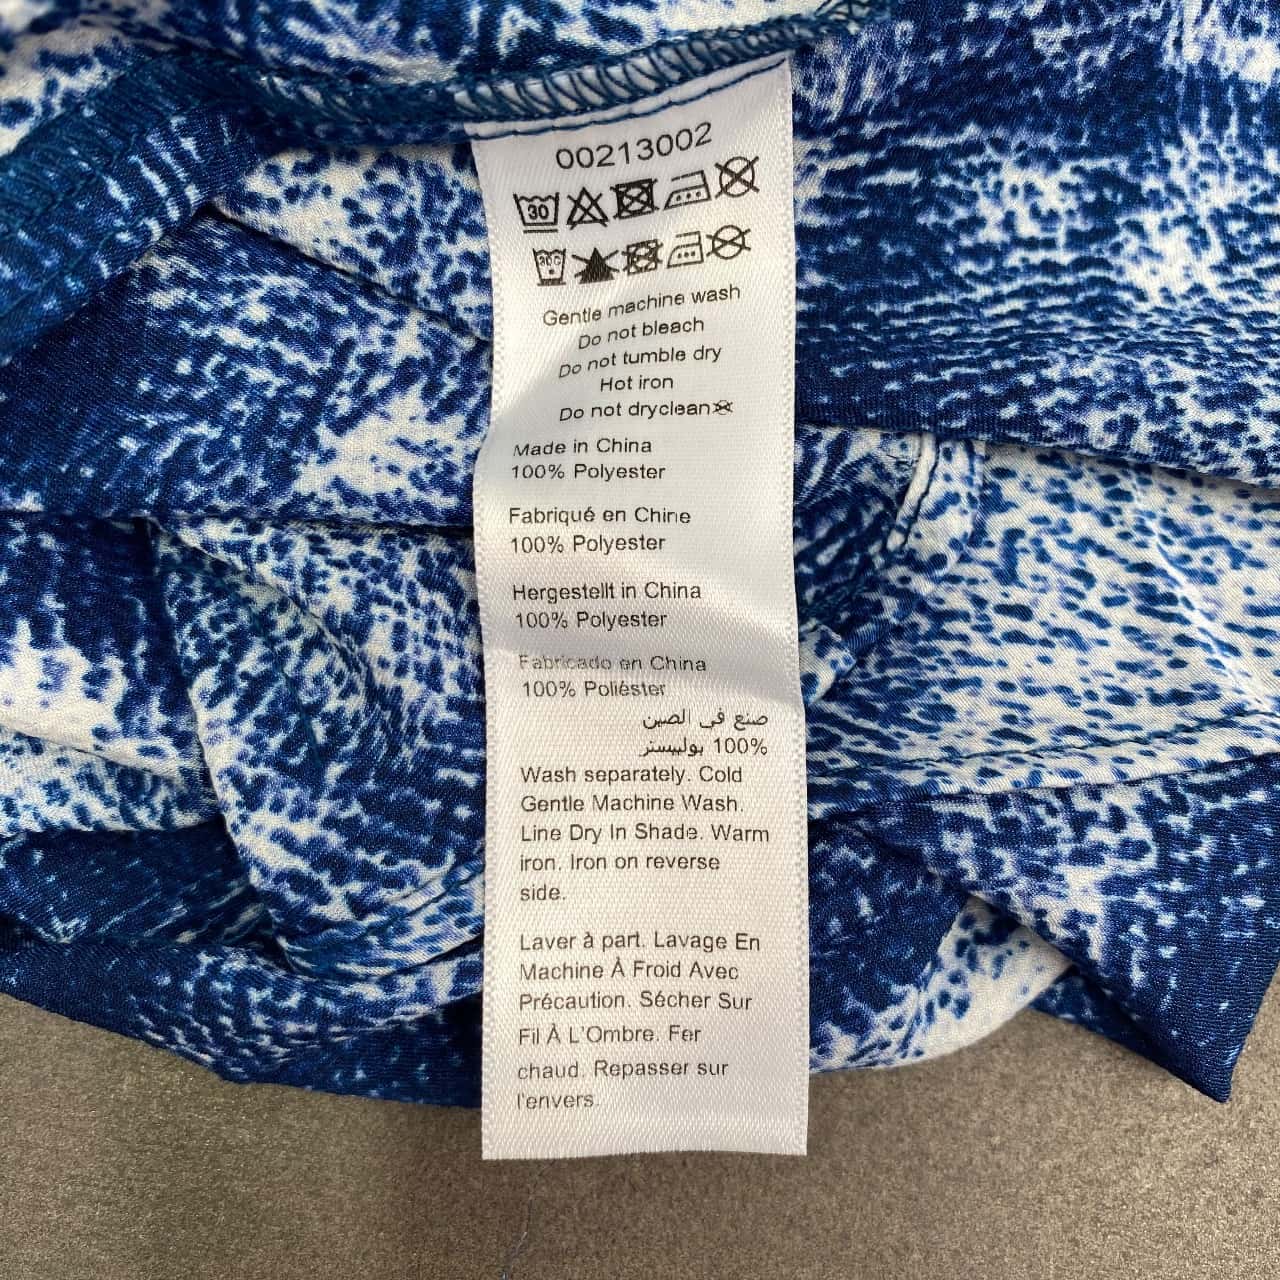 00213002
30
30°C
Gentle machine wash
Do not bleach
Do not tumble dry
Hot iron
Do not dryclean
Made in China
100% Polyester
Fabriqué en Chine
100% Polyester
Hergestellt in China
100% Polyester
Fabricado en China
100% Poliéster
صنع في الصين
100% بوليستر
Wash separately. Cold
Gentle Machine Wash.
Line Dry In Shade. Warm
iron. Iron on reverse
side.
Laver à part. Lavage En
Machine À Froid Avec
Précaution. Sécher Sur
Fil À L'Ombre. Fer
chaud. Repasser sur
l'envers.